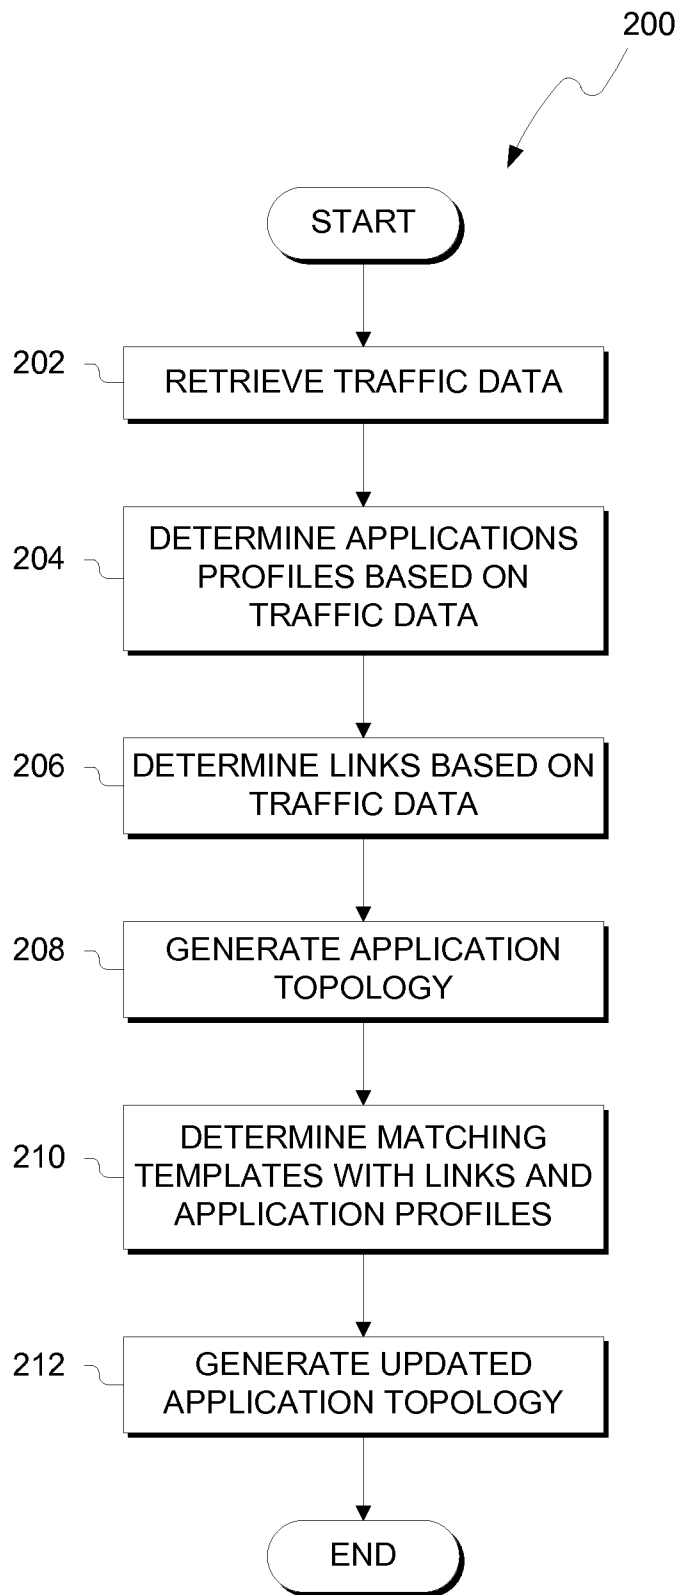 200
START
202
RETRIEVE TRAFFIC DATA
204
DETERMINE APPLICATIONS
PROFILES BASED ON
TRAFFIC DATA
206
DETERMINE LINKS BASED ON
TRAFFIC DATA
208
GENERATE APPLICATION
TOPOLOGY
210
DETERMINE MATCHING
TEMPLATES WITH LINKS AND
APPLICATION PROFILES
212
GENERATE UPDATED
APPLICATION TOPOLOGY
END